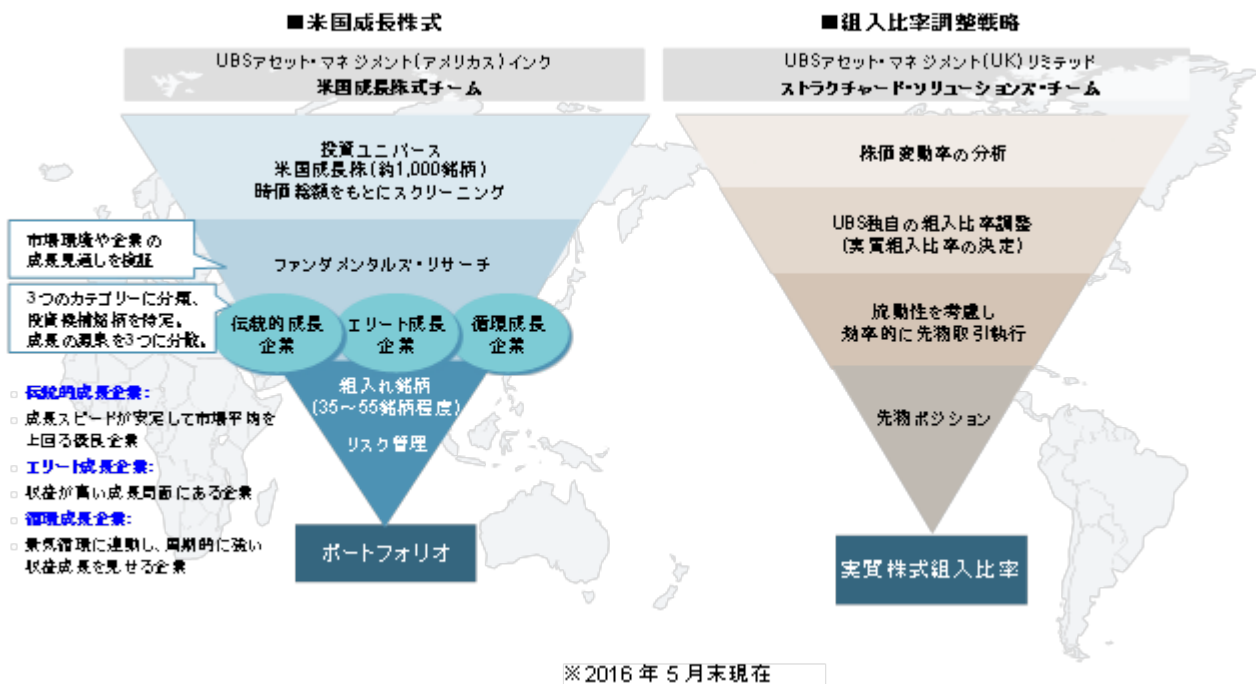 ■米国成長株式
UBSアセット・マネジメント(アメリカス)インク
米国成長株式チーム
投資ユニバース
米国成長株(約1,000銘柄)
時価総額をもとにスクリーニング
市場環境や企業の
成長見通しを検証
ファンダメンタルズ・リサーチ
3つのカテゴリーに分類、
投資候補銘柄を特定。
成長の源泉を3つに分散。
伝統的成長
企業
エリート成長
企業
循環成長
企業
組入れ銘柄
(35～55銘柄程度)
リスク管理
ポートフォリオ
伝統的成長企業:
成長スピードが安定して市場平均を
上回る優良企業
エリート成長企業:
収益が高い成長局面にある企業
循環成長企業:
景気循環に連動し、周期的に強い
収益成長を見せる企業
■組入比率調整戦略
UBSアセット・マネジメント(UK)リミテッド
ストラクチャード・ソリューションズ・チーム
株価変動率の分析
UBS独自の組入比率調整
(実質組入比率の決定)
流動性を考慮し
効率的に先物取引執行
先物ポジション
実質株式組入比率
※2016年5月末現在